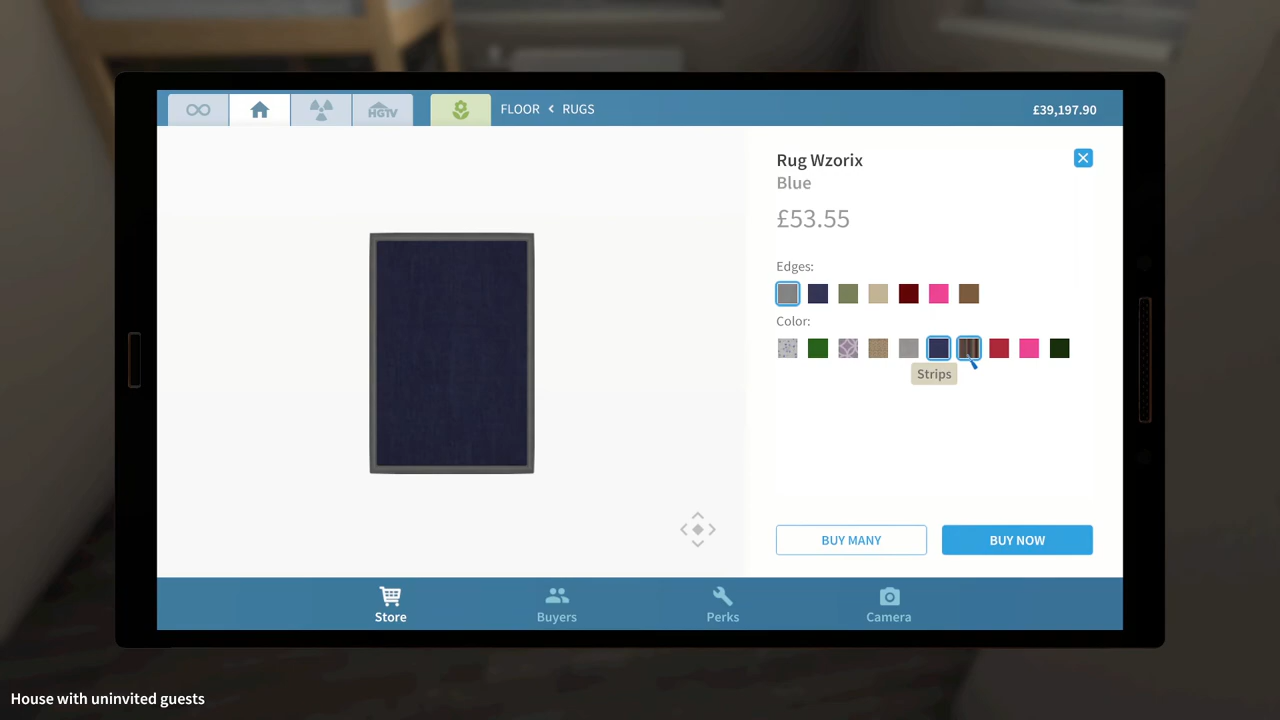 HGTV
FLOOR < RUGS
£39,197.90
Rug Wzorix
Blue
£53.55
Edges:
Color:
Strips
BUY MANY
BUY NOW
Store
Buyers
Perks
Camera
House with uninvited guests